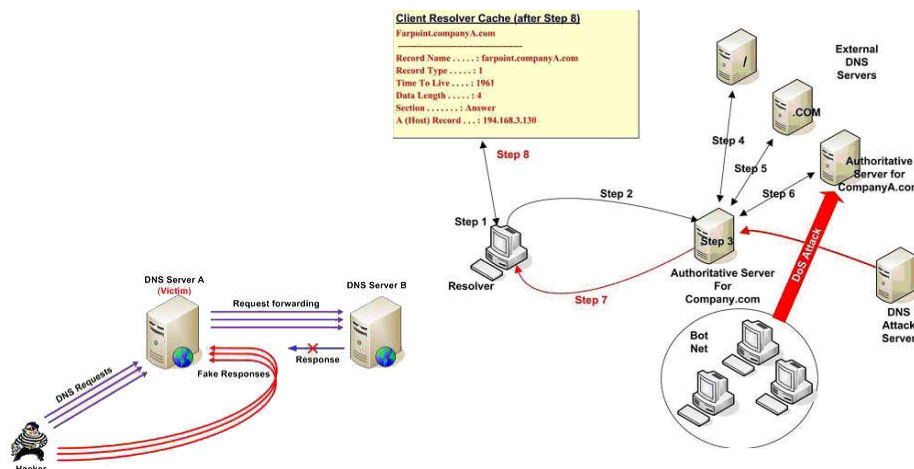 Client Resolver Cache (after Step 8)
Farpoint.companyA.com
----------------------------------------
Record Name . . . . . : farpoint.companyA.com
Record Type . . . . . : 1
Time To Live . . . . : 1961
Data Length . . . . . : 4
Section . . . . . . . : Answer
A (Host) Record . . . : 194.168.3.130
/
External
DNS
Servers
.COM
Step 4
Step 5
Authoritative
Server for
CompanyA.com
Step 6
Step 8
Step 2
Step 1
Resolver
Step 3
Authoritative Server
For
Company.com
Step 7
DoS Attack
DNS
Attack
Server
Bot
Net
DNS Server A
(Victim)
DNS Server B
Request forwarding
Response
Fake Responses
DNS Requests
Hacker